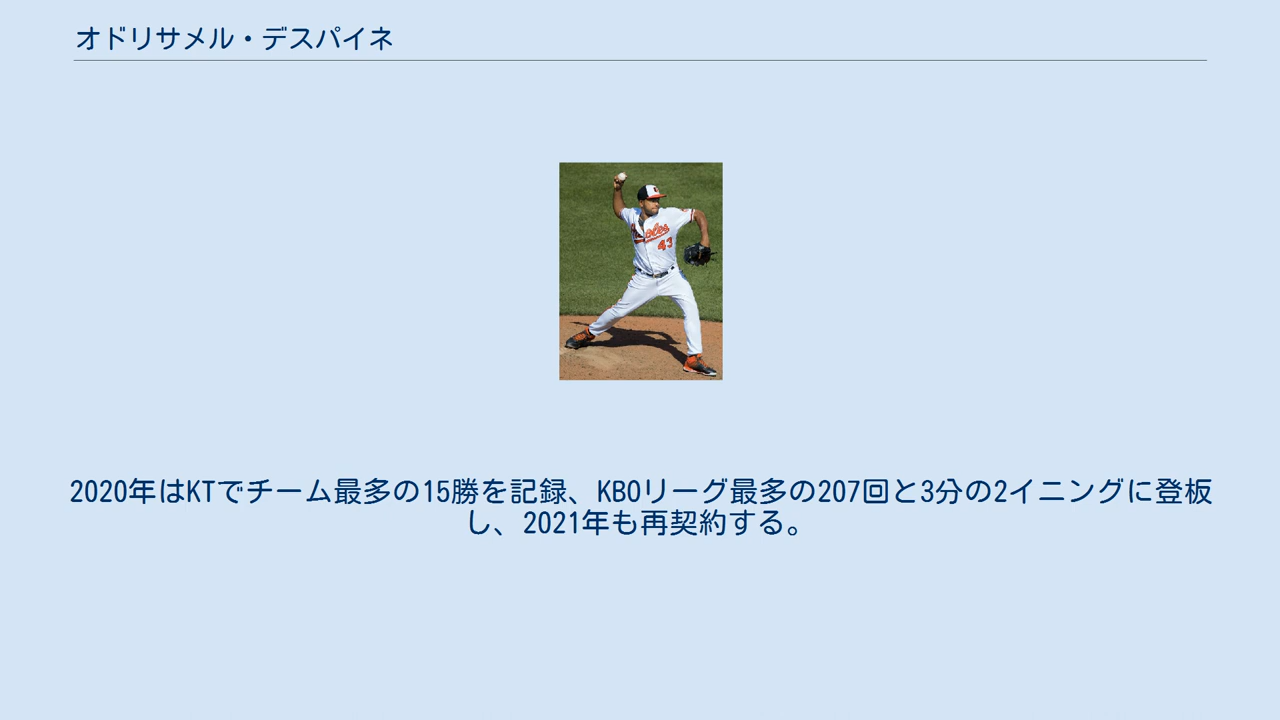 オドリサメル・デスパイネ
Orioles
43
2020年はKTでチーム最多の15勝を記録、KBOリーグ最多の207回と3分の2イニングに登板
し、2021年も再契約する。